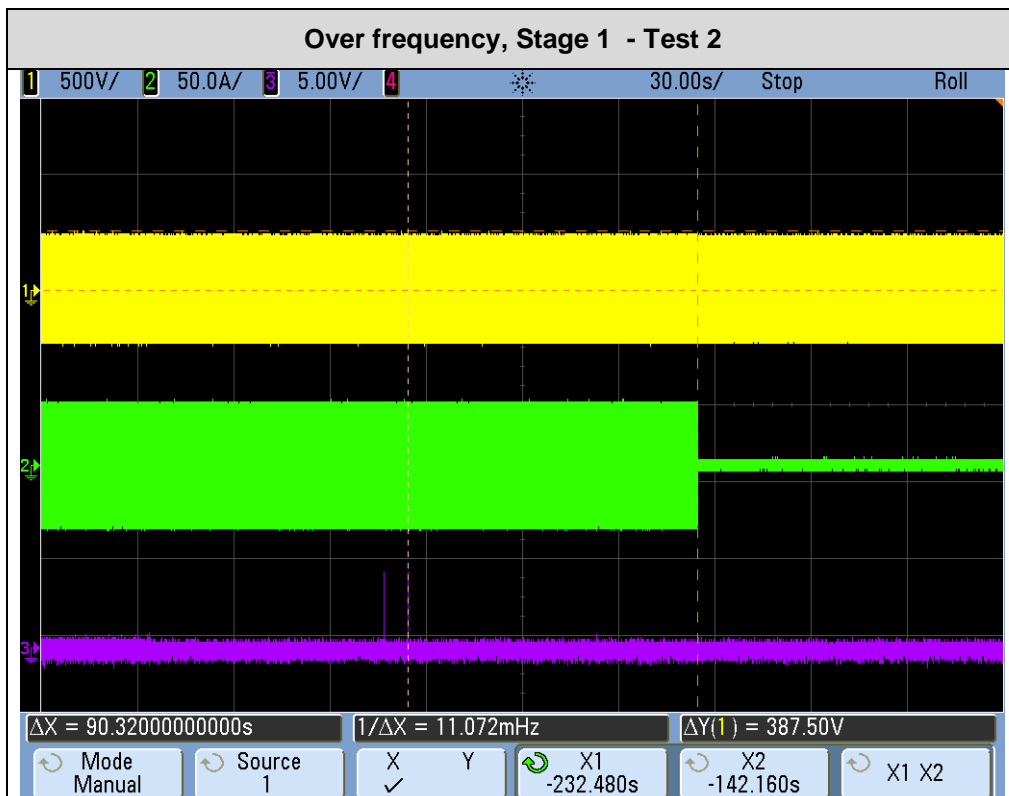 Over frequency, Stage 1 - Test 2
1 500V/ 2 50.0A/ 3 5.00V/ 4 30.00s/ Stop Roll
1
2
3
ΔX = 90.32000000000s 1/ΔX = 11.072mHz ΔY(1) = 387.50V
Mode Source X Y X1 X2 X1 X2
Manual 1 ✓ -232.480s -142.160s